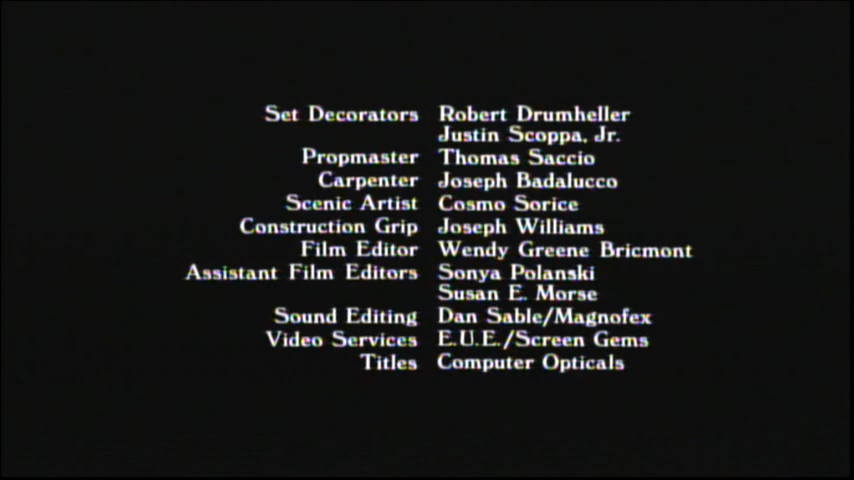 Set Decorators Robert Drumheller
Justin Scoppa, Jr.
Propmaster Thomas Saccio
Carpenter Joseph Badalucco
Scenic Artist Cosmo Sorice
Construction Grip Joseph Williams
Film Editor Wendy Greene Bricmont
Assistant Film Editors Sonya Polanski
Susan E. Morse
Sound Editing Dan Sable/Magnofex
Video Services E.U.E./Screen Gems
Titles Computer Opticals